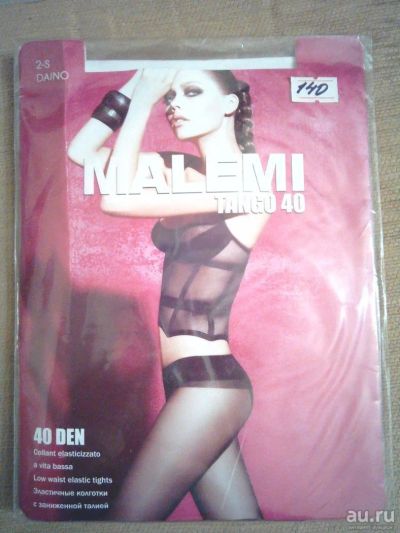 2-S
DAINO
140
MALEMI
TANGO 40
40 DEN
Collant elasticizzato
a vita bassa
Low waist elastic tights
Эластичные колготки
с заниженной талией
au.ru